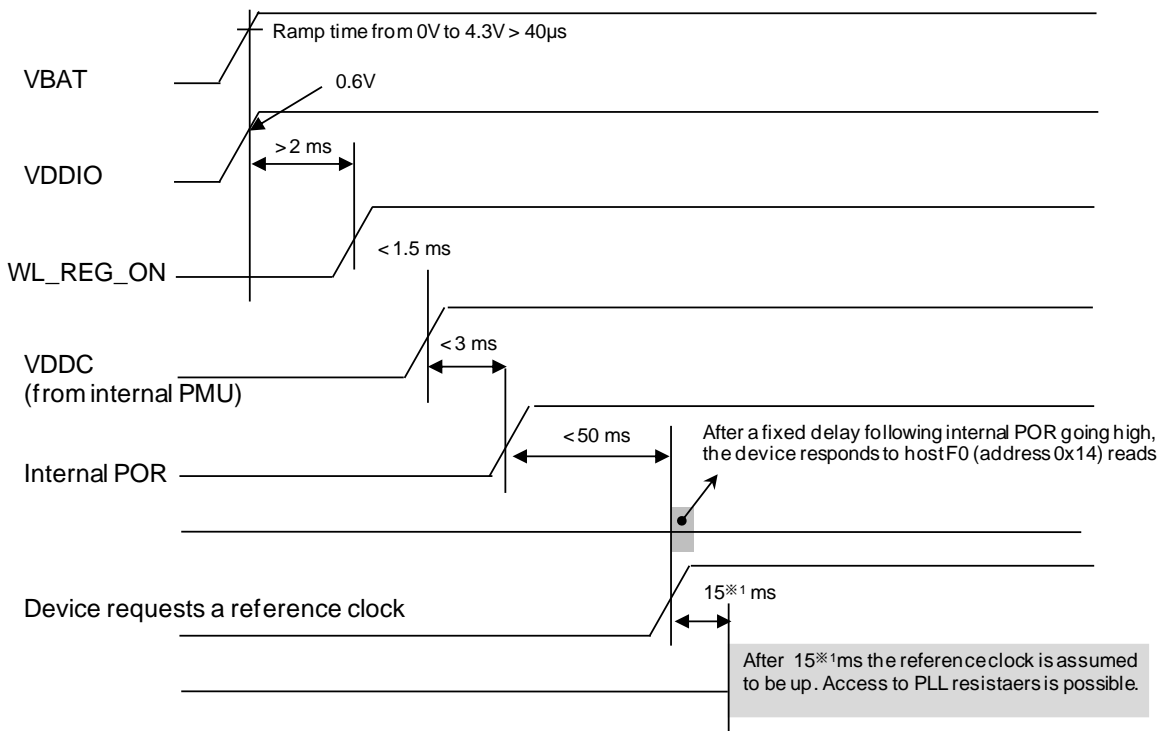 Ramp time from 0V to 4.3V > 40µs
VBAT
0.6V
>2 ms
VDDIO
<1.5 ms
WL_REG_ON
<3 ms
VDDC
(from internal PMU)
<50 ms
After a fixed delay following internal POR going high,
the device responds to host F0 (address 0x14) reads
Internal POR
15※1 ms
Device requests a reference clock
After 15※1ms the reference clock is assumed
to be up. Access to PLL resistaers is possible.